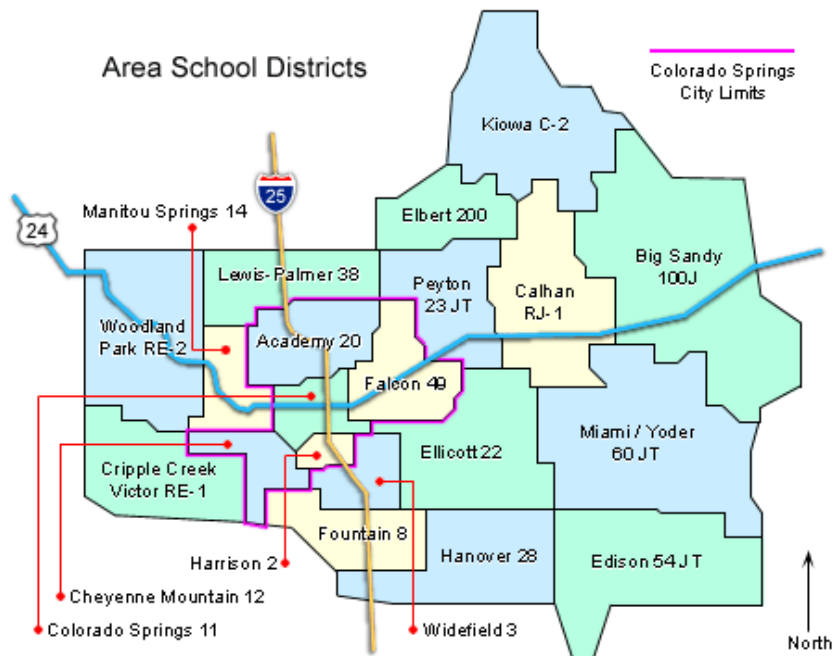 Area School Districts
Colorado Springs
City Limits
Kiowa C-2
25
Manitou Springs 14
Elbert 200
24
Lewis-Palmer 38
Peyton
23 JT
Calhan
RJ-1
Big Sandy
100J
Woodland
Park RE-2
Academy 20
Falcon 49
Miami / Yoder
60 JT
Cripple Creek
Victor RE-1
Ellicott 22
Fountain 8
Hanover 28
Edison 54 JT
Harrison 2
Cheyenne Mountain 12
Colorado Springs 11
Widefield 3
North